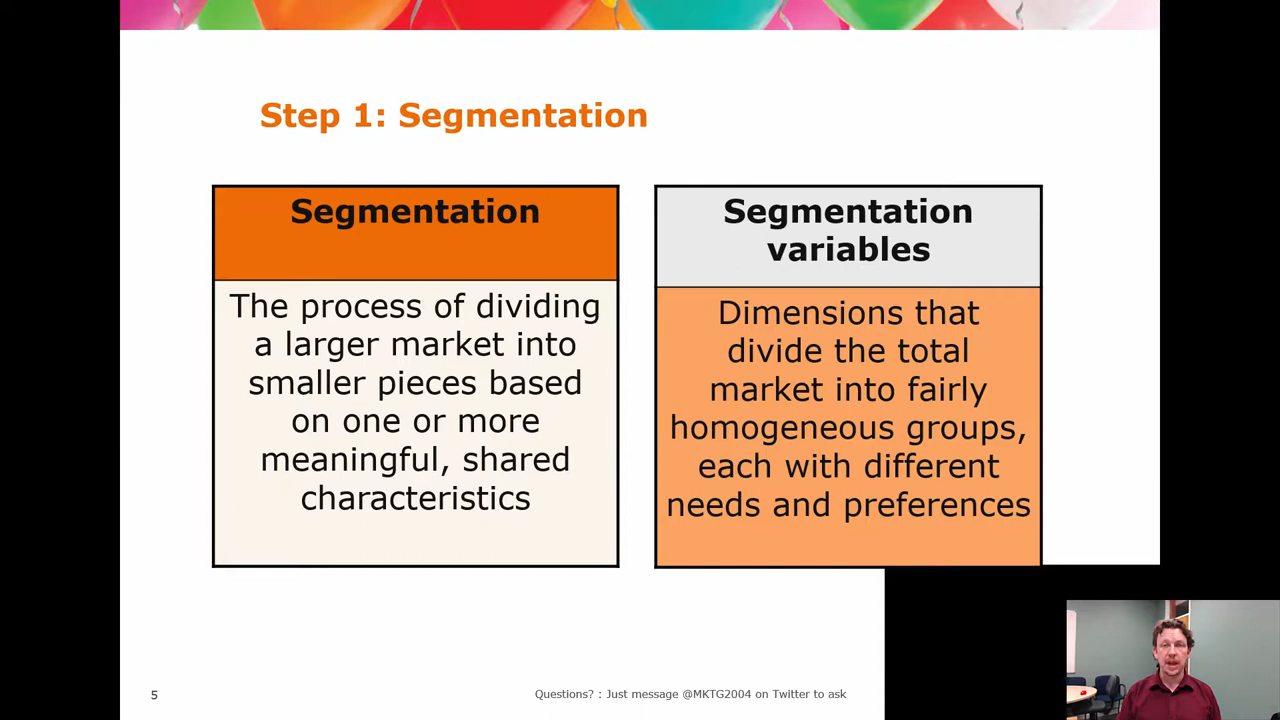 Step 1: Segmentation
Segmentation
The process of dividing
a larger market into
smaller pieces based
on one or more
meaningful, shared
characteristics
Segmentation
variables
Dimensions that
divide the total
market into fairly
homogeneous groups,
each with different
needs and preferences
5
Questions? : Just message @MKTG2004 on Twitter to ask